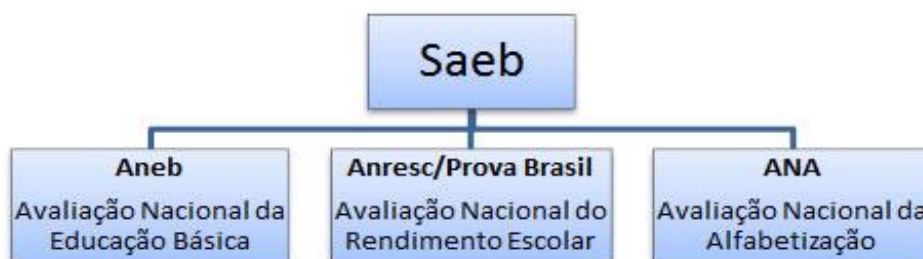 Saeb
Aneb
Avaliação Nacional da
Educação Básica
Anresc/Prova Brasil
Avaliação Nacional do
Rendimento Escolar
ANA
Avaliação Nacional da
Alfabetização